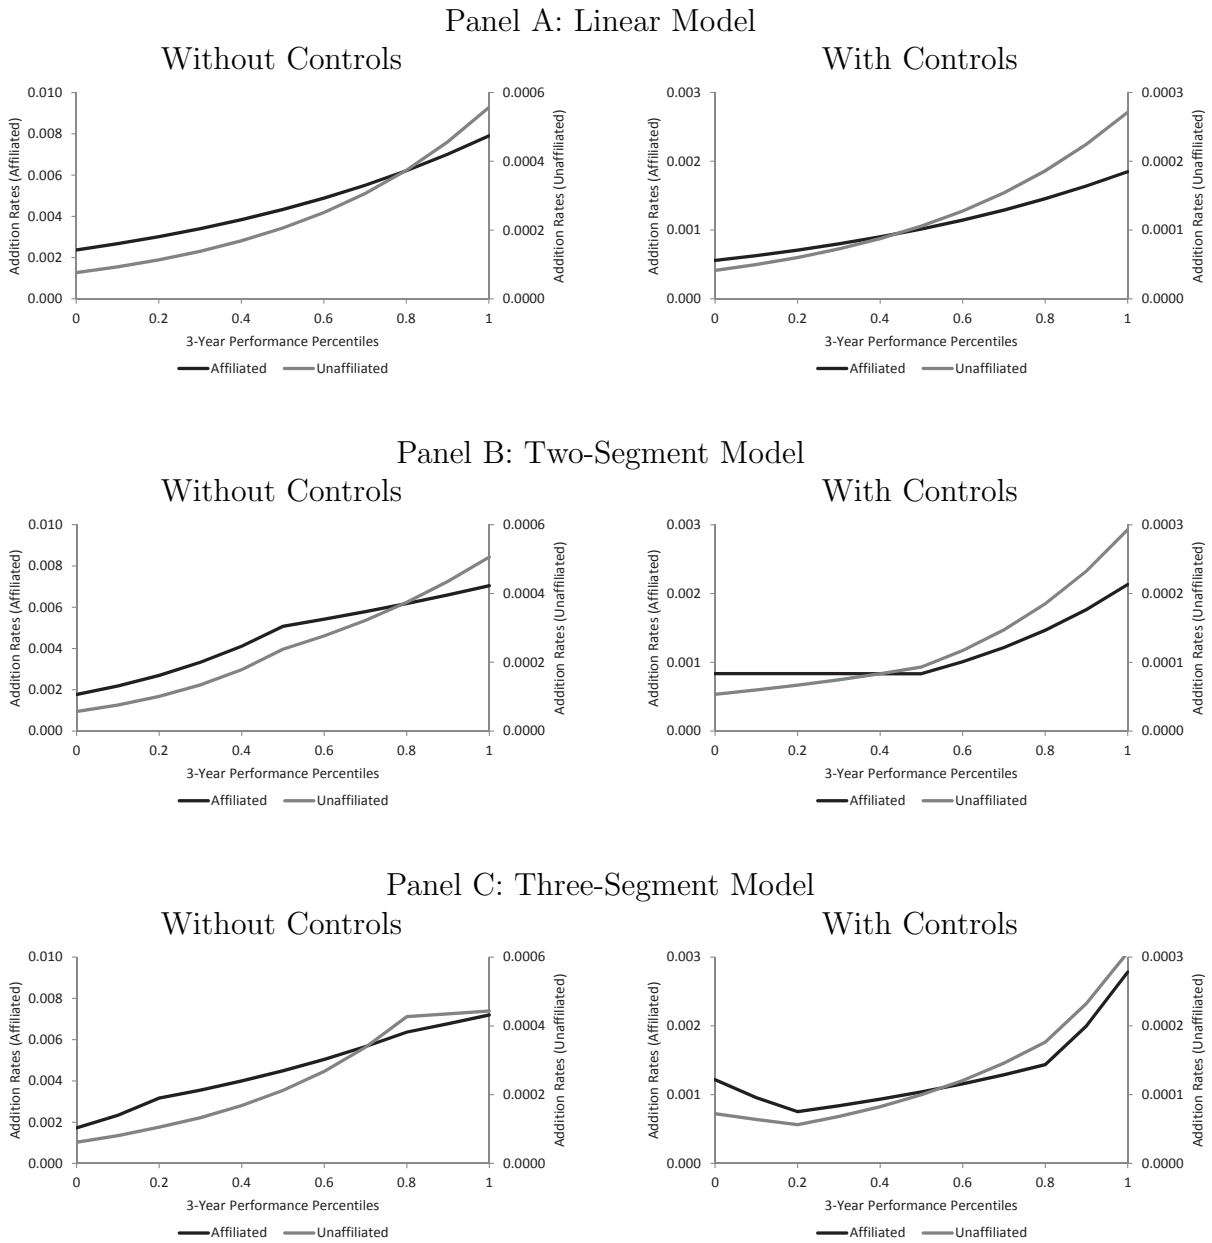 Panel A: Linear Model
Without Controls
0.010
0.008
0.006
0.004
0.002
0.000
Addition Rates (Affiliated)
0.0006
0.0004
0.0002
0.0000
Addition Rates (Unaffiliated)
0 0.2 0.4 0.6 0.8 1
3-Year Performance Percentiles
Affiliated Unaffiliated
With Controls
0.003
0.002
0.001
0.000
Addition Rates (Affiliated)
0.0003
0.0002
0.0001
0.0000
Addition Rates (Unaffiliated)
0 0.2 0.4 0.6 0.8 1
3-Year Performance Percentiles
Affiliated Unaffiliated
Panel B: Two-Segment Model
Without Controls
0.010
0.008
0.006
0.004
0.002
0.000
Addition Rates (Affiliated)
0.0006
0.0004
0.0002
0.0000
Addition Rates (Unaffiliated)
0 0.2 0.4 0.6 0.8 1
3-Year Performance Percentiles
Affiliated Unaffiliated
With Controls
0.003
0.002
0.001
0.000
Addition Rates (Affiliated)
0.0003
0.0002
0.0001
0.0000
Addition Rates (Unaffiliated)
0 0.2 0.4 0.6 0.8 1
3-Year Performance Percentiles
Affiliated Unaffiliated
Panel C: Three-Segment Model
Without Controls
0.010
0.008
0.006
0.004
0.002
0.000
Addition Rates (Affiliated)
0.0006
0.0004
0.0002
0.0000
Addition Rates (Unaffiliated)
0 0.2 0.4 0.6 0.8 1
3-Year Performance Percentiles
Affiliated Unaffiliated
With Controls
0.003
0.002
0.001
0.000
Addition Rates (Affiliated)
0.0003
0.0002
0.0001
0.0000
Addition Rates (Unaffiliated)
0 0.2 0.4 0.6 0.8 1
3-Year Performance Percentiles
Affiliated Unaffiliated